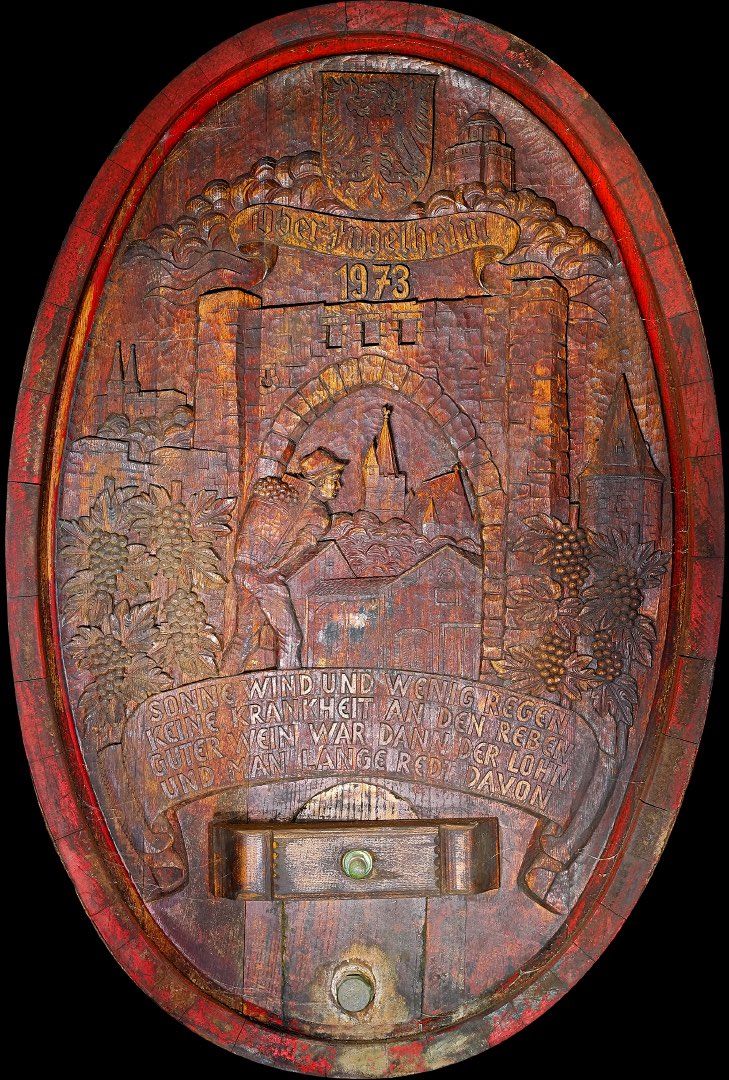 Ober Ingelheim
1973
SONNE WIND UND WENIG REGEN
KEINE KRANKHEIT AN DEN REBEN
GUTER WEIN WAR DANN DER LOHN
UND MAN LANGE REDT DAVON